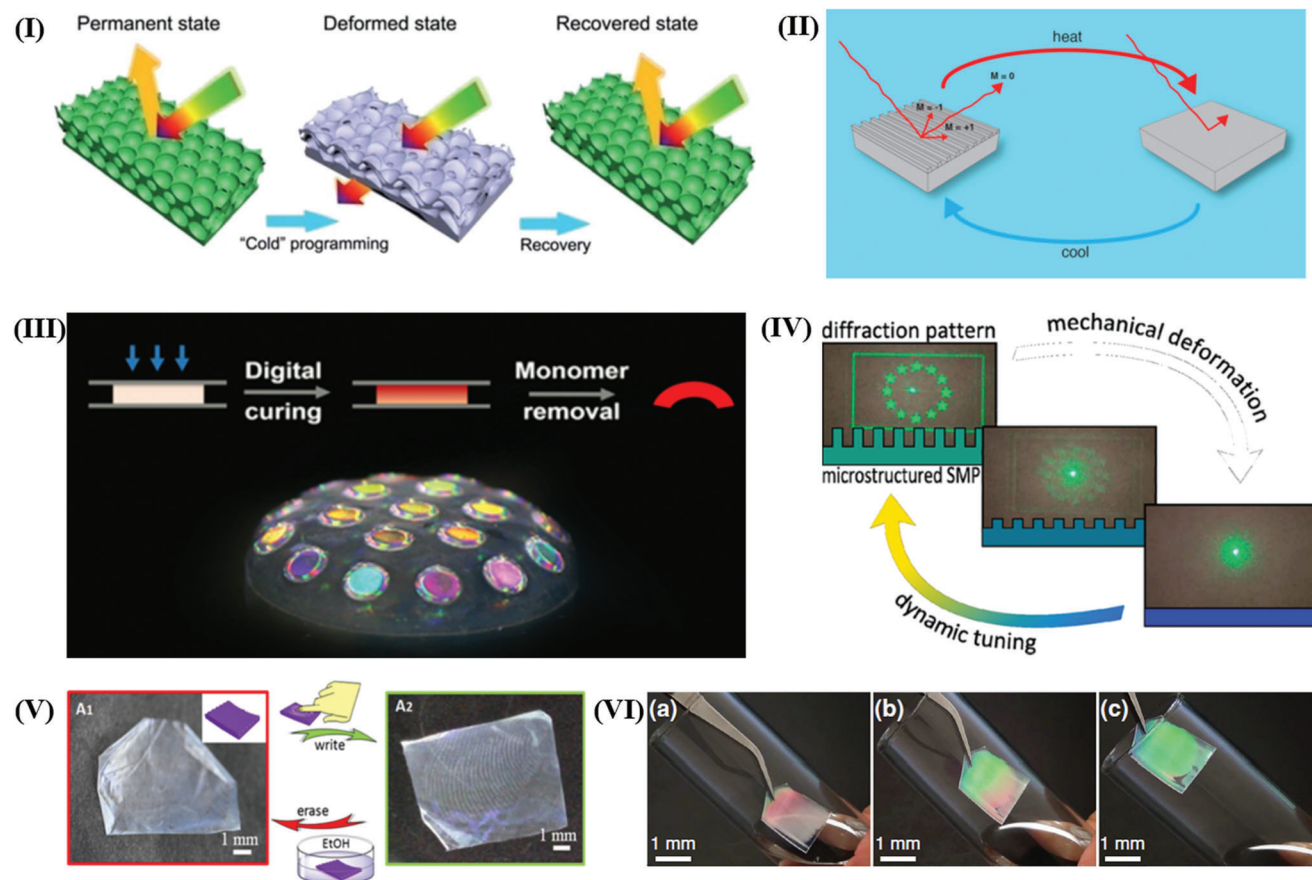 (I)
Permanent state
Deformed state
Recovered state
"Cold" programming
Recovery
(II)
heat
M = 0
M = -1
M = +1
cool
(III)
Digital
curing
Monomer
removal
(IV)
diffraction pattern
microstructured SMP
mechanical deformation
dynamic tuning
(V)
A1
write
erase
EtOH
1 mm
A2
1 mm
(VI)
(a)
1 mm
(b)
1 mm
(c)
1 mm